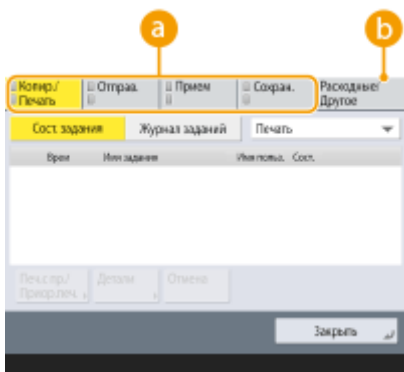 a
b
Копир./
Печать
Отправ.
Прием
Сохран.
Расходные/
Другое
Сост. задания
Журнал заданий
Печать
Время
Имя задания
Имя польз.
Сост.
Печ.стр./
Приор.печ.
Детали
Отмена
Закрыть